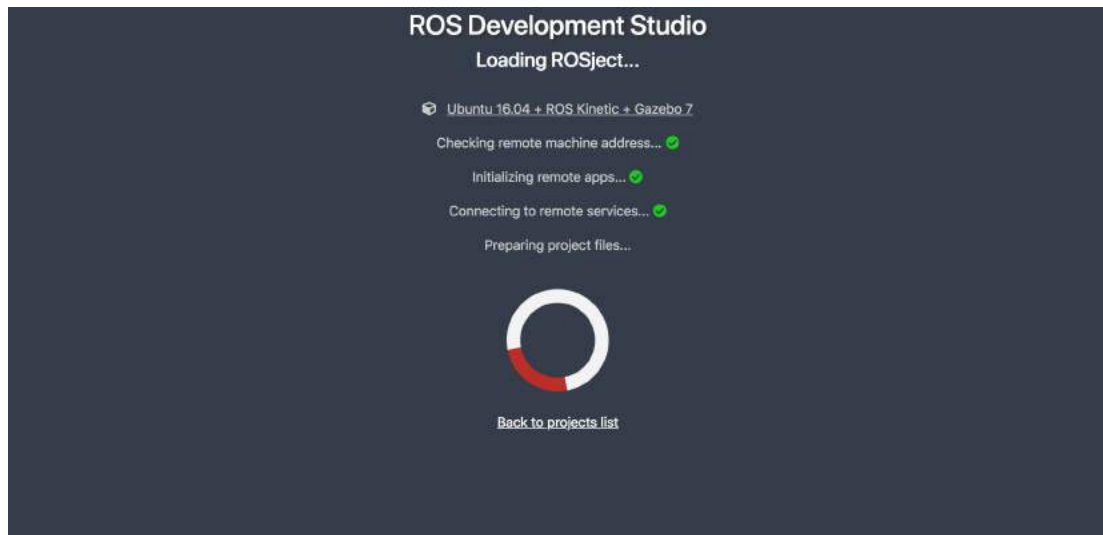 ROS Development Studio
Loading ROSject...
Ubuntu 16.04 + ROS Kinetic + Gazebo 7
Checking remote machine address...
Initializing remote apps...
Connecting to remote services...
Preparing project files...
Back to projects list